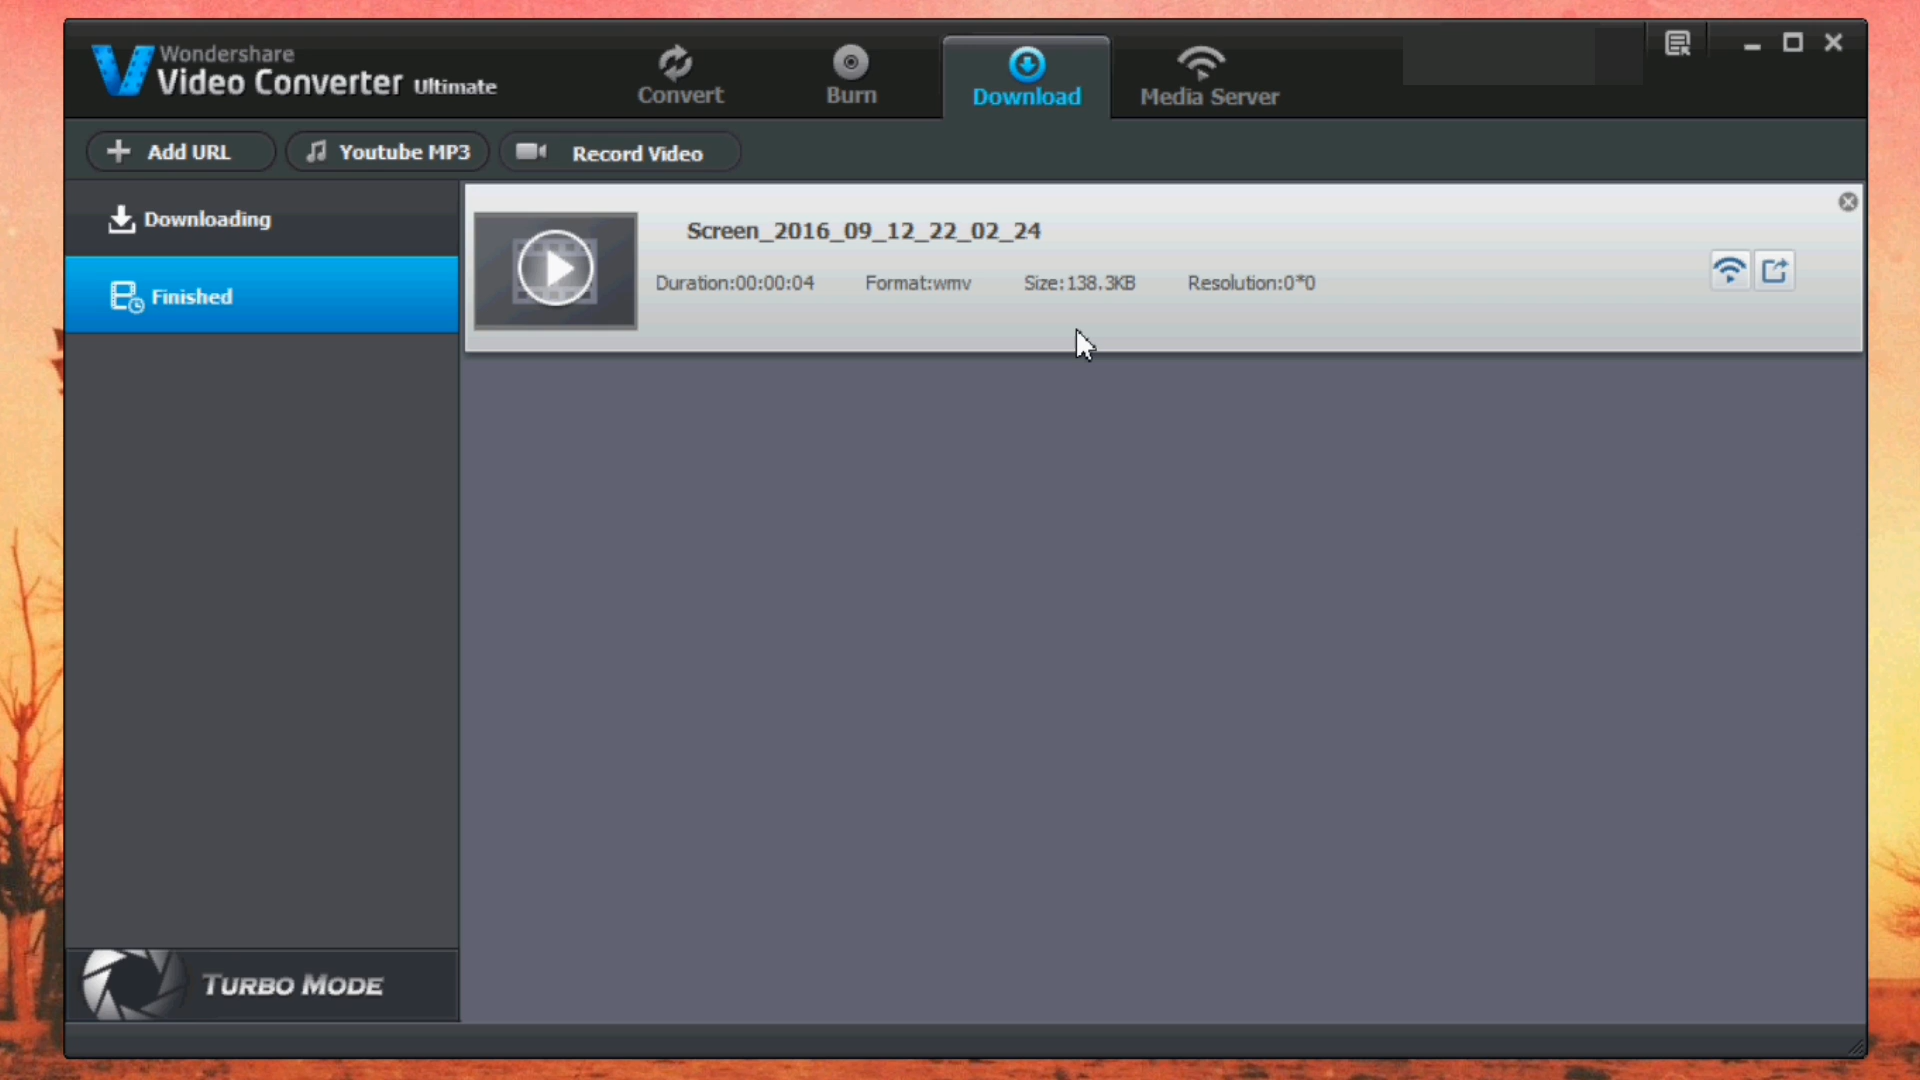 Wondershare
Video Converter Ultimate
Convert
Burn
Download
Media Server
Add URL
Youtube MP3
Record Video
Downloading
Finished
Screen_2016_09_12_22_02_24
Duration:00:00:04 Format:wmv Size:138.3KB Resolution:0*0
TURBO MODE